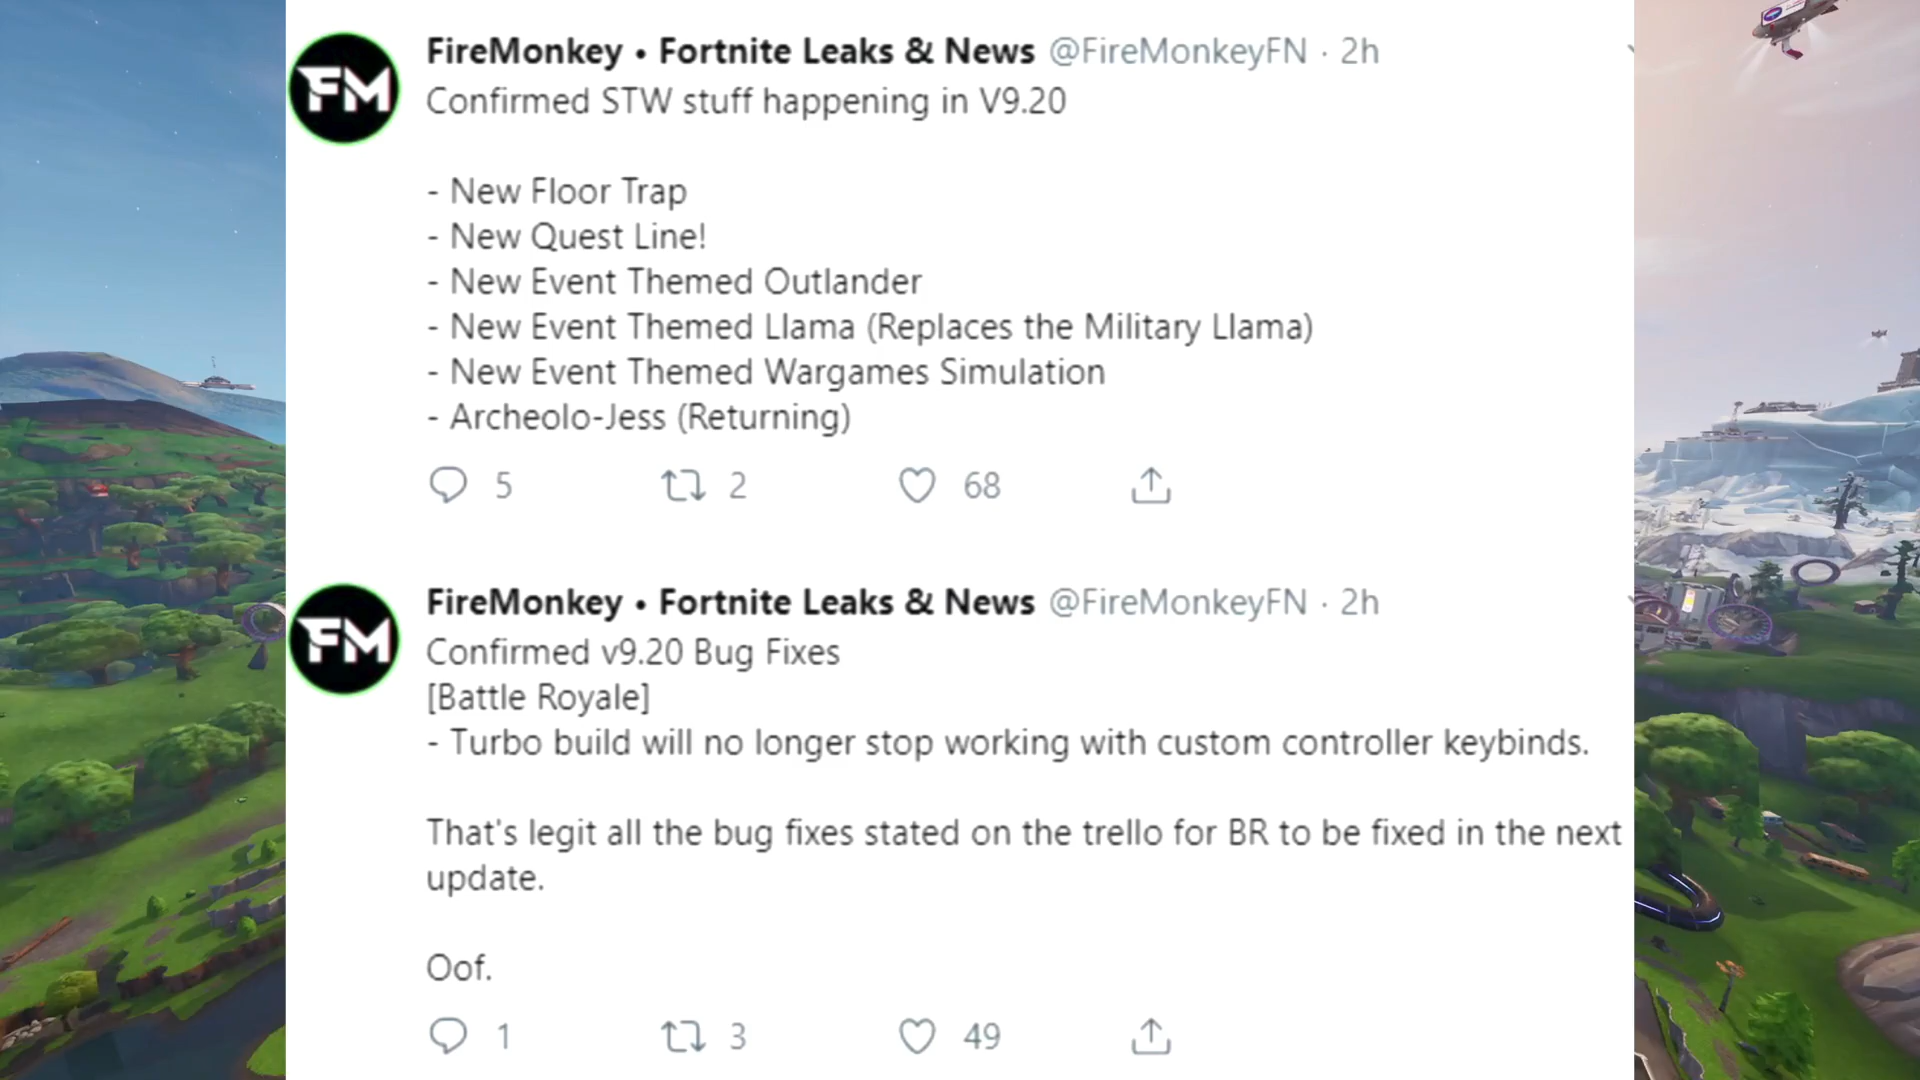 FM
FireMonkey • Fortnite Leaks & News @FireMonkeyFN · 2h
Confirmed STW stuff happening in V9.20
- New Floor Trap
- New Quest Line!
- New Event Themed Outlander
- New Event Themed Llama (Replaces the Military Llama)
- New Event Themed Wargames Simulation
- Archeolo-Jess (Returning)
5 2 68
FM
FireMonkey • Fortnite Leaks & News @FireMonkeyFN · 2h
Confirmed v9.20 Bug Fixes
[Battle Royale]
- Turbo build will no longer stop working with custom controller keybinds.
That's legit all the bug fixes stated on the trello for BR to be fixed in the next
update.
Oof.
1 3 49